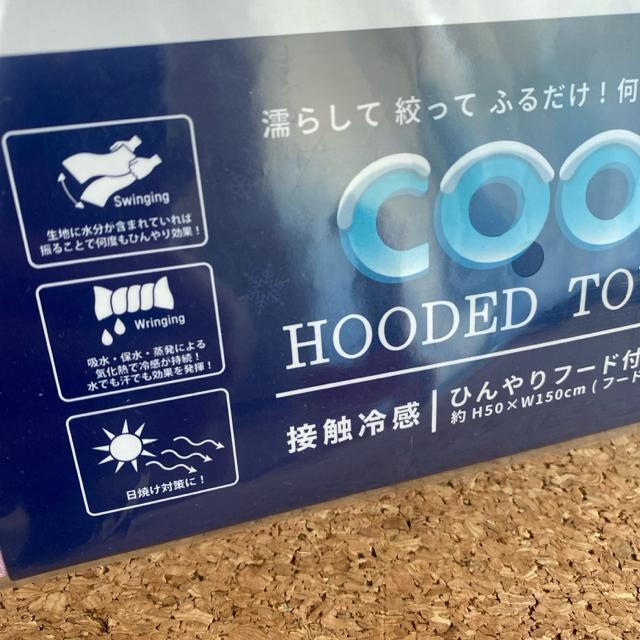 濡らして 絞って ふるだけ！何
COO
HOODED TO
接触冷感
ひんやりフード付
約 H50×W150cm ( フード
Swinging
生地に水分が含まれていれば
振ることで何度もひんやり効果！
Wringing
吸水・保水・蒸発による
気化熱で冷感が持続！
水でも汗でも効果を発揮！
日焼け対策に！